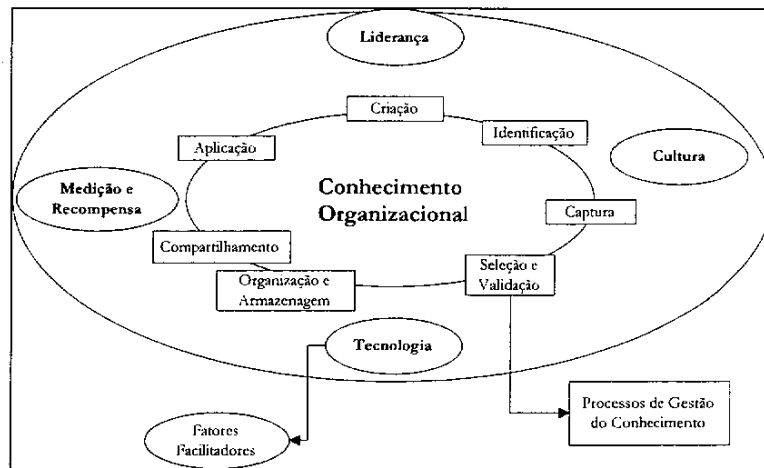 Liderança
Criação
Identificação
Aplicação
Cultura
Medição e
Recompensa
Conhecimento
Organizacional
Captura
Compartilhamento
Seleção e
Validação
Organização e
Armazenagem
Tecnologia
Processos de Gestão
do Conhecimento
Fatores
Facilitadores